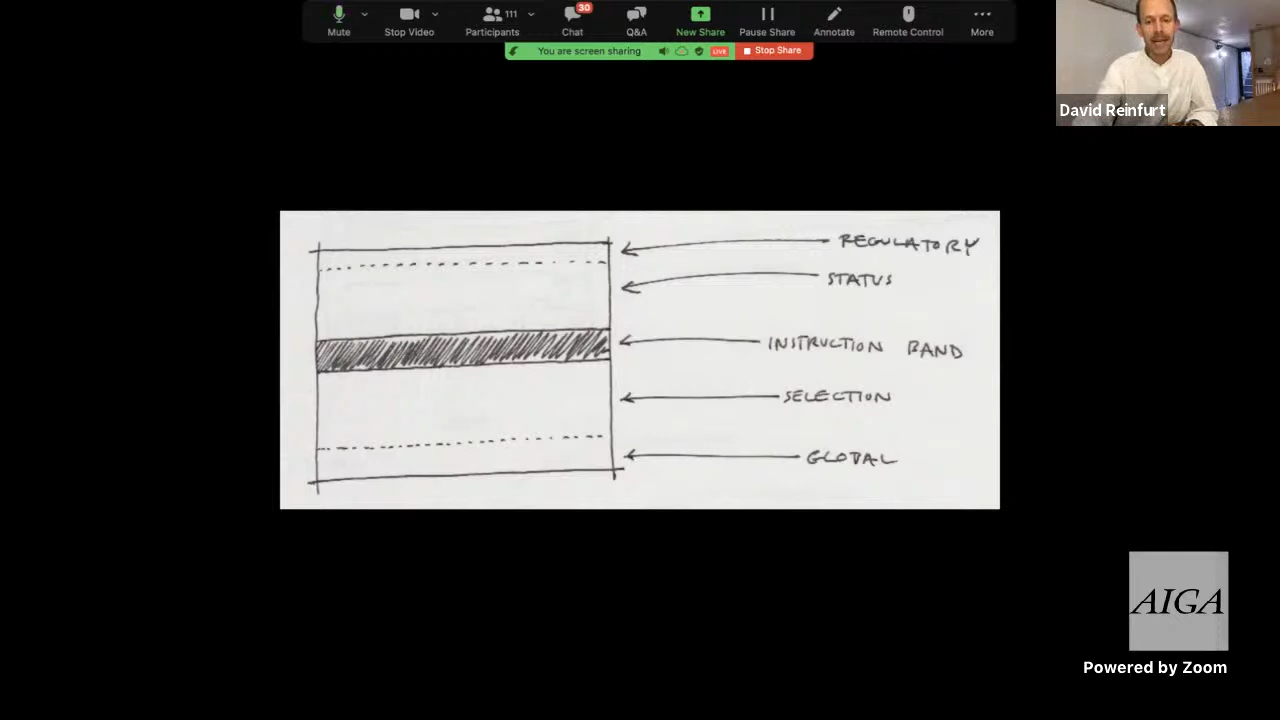 30
111
Mute
Stop Video
Participants
Chat
Q&A
New Share
Pause Share
Annotate
Remote Control
More
You are screen sharing
LIVE
Stop Share
David Reinfurt
REGULATORY
STATUS
INSTRUCTION BAND
SELECTION
GLOBAL
AIGA
Powered by Zoom